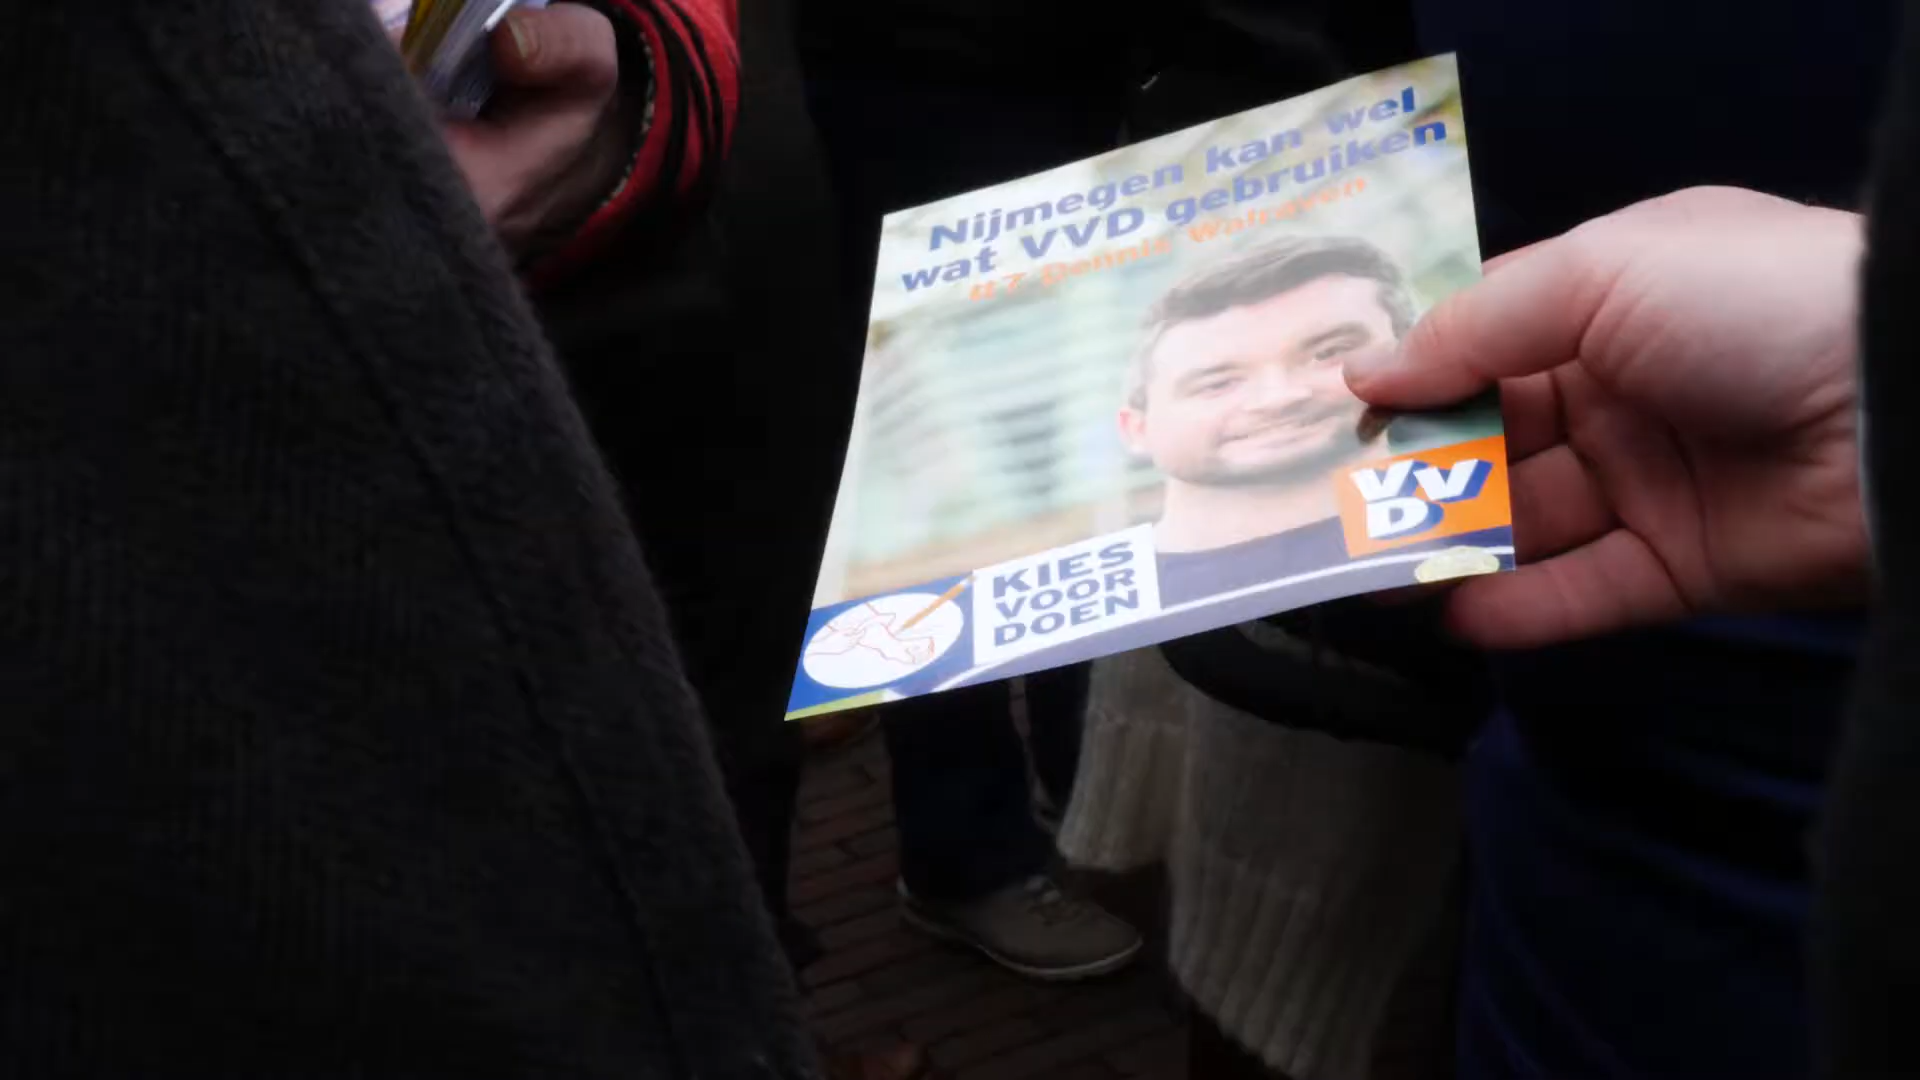 Nijmegen kan wel
wat VVD gebruiken
#7 Dennis Walraven
VVD
KIES
VOOR
DOEN